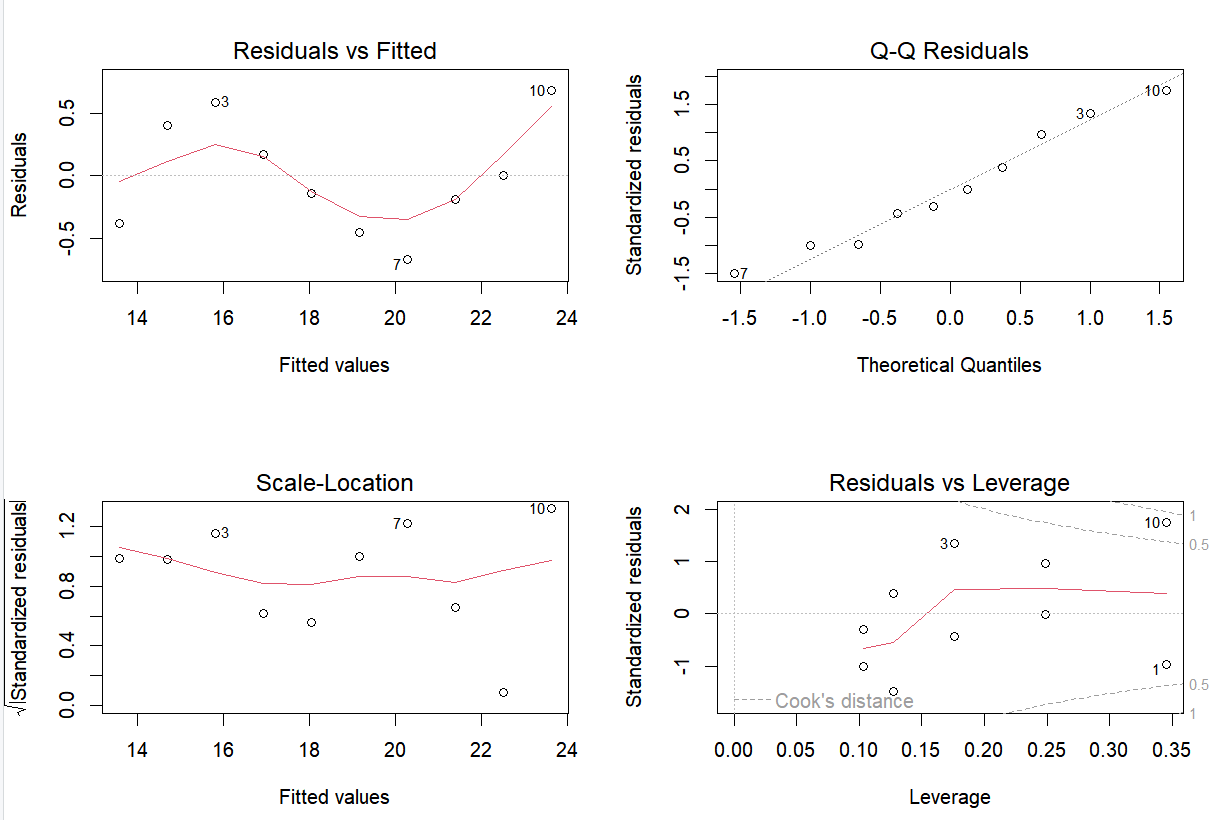 Residuals vs Fitted
Residuals
0.5
0.0
-0.5
3
10
7
14 16 18 20 22 24
Fitted values
Q-Q Residuals
Standardized residuals
1.5
0.5
-0.5
-1.5
10
3
7
-1.5 -1.0 -0.5 0.0 0.5 1.0 1.5
Theoretical Quantiles
Scale-Location
√|Standardized residuals|
1.2
0.8
0.4
0.0
3
7
10
14 16 18 20 22 24
Fitted values
Residuals vs Leverage
Standardized residuals
2
1
0
-1
10
3
1
1
0.5
0.5
1
Cook's distance
0.00 0.05 0.10 0.15 0.20 0.25 0.30 0.35
Leverage